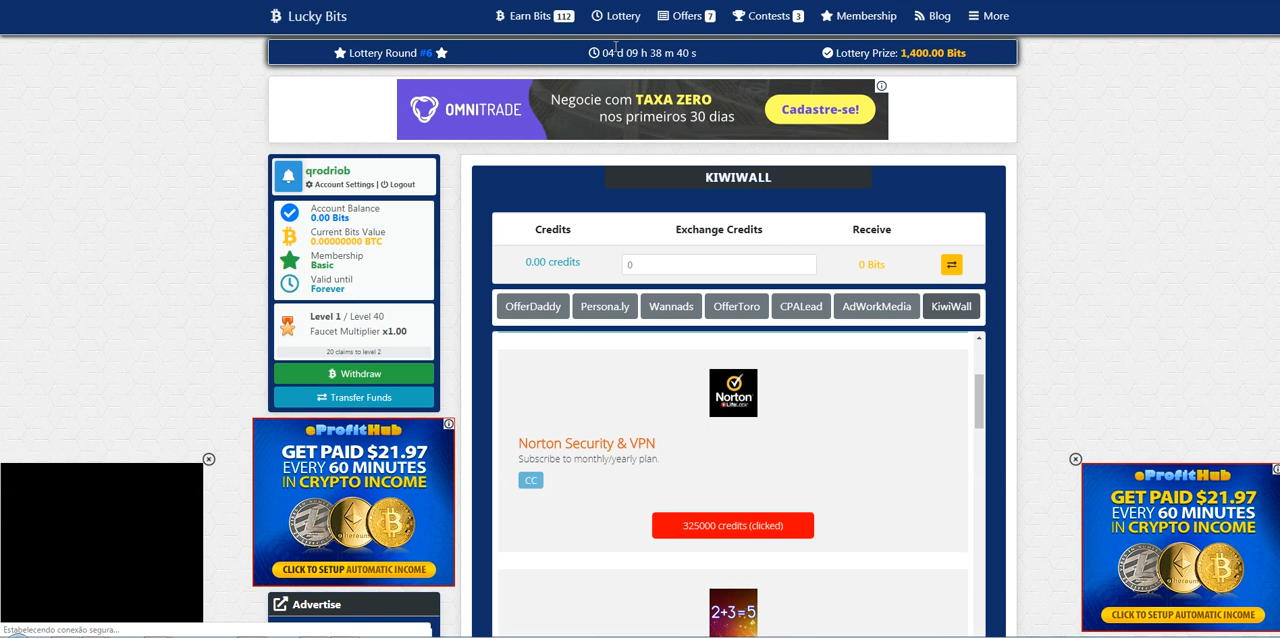 Lucky Bits
Earn Bits 112
Lottery
Offers 7
Contests 3
Membership
Blog
More
Lottery Round #6
04 d 09 h 38 m 40 s
Lottery Prize: 1,400.00 Bits
OMNITRADE
Negocie com TAXA ZERO
nos primeiros 30 dias
Cadastre-se!
qrodriob
Account Settings | Logout
Account Balance
0.00 Bits
Current Bits Value
0.00000000 BTC
Membership
Basic
Valid until
Forever
Level 1 / Level 40
Faucet Multiplier x1.00
20 claims to level 2
Withdraw
Transfer Funds
eProfitHub
GET PAID $21.97
EVERY 60 MINUTES
IN CRYPTO INCOME
CLICK TO SETUP AUTOMATIC INCOME
Advertise
Estabelecendo conexão segura...
KIWIWALL
Credits Exchange Credits Receive
0.00 credits 0 0 Bits
OfferDaddy Persona.ly Wannads OfferToro CPALead AdWorkMedia KiwiWall
Norton
LifeLock
Norton Security & VPN
Subscribe to monthly/yearly plan.
CC
325000 credits (clicked)
2+3=5
eProfitHub
GET PAID $21.97
EVERY 60 MINUTES
IN CRYPTO INCOME
CLICK TO SETUP AUTOMATIC INCOME